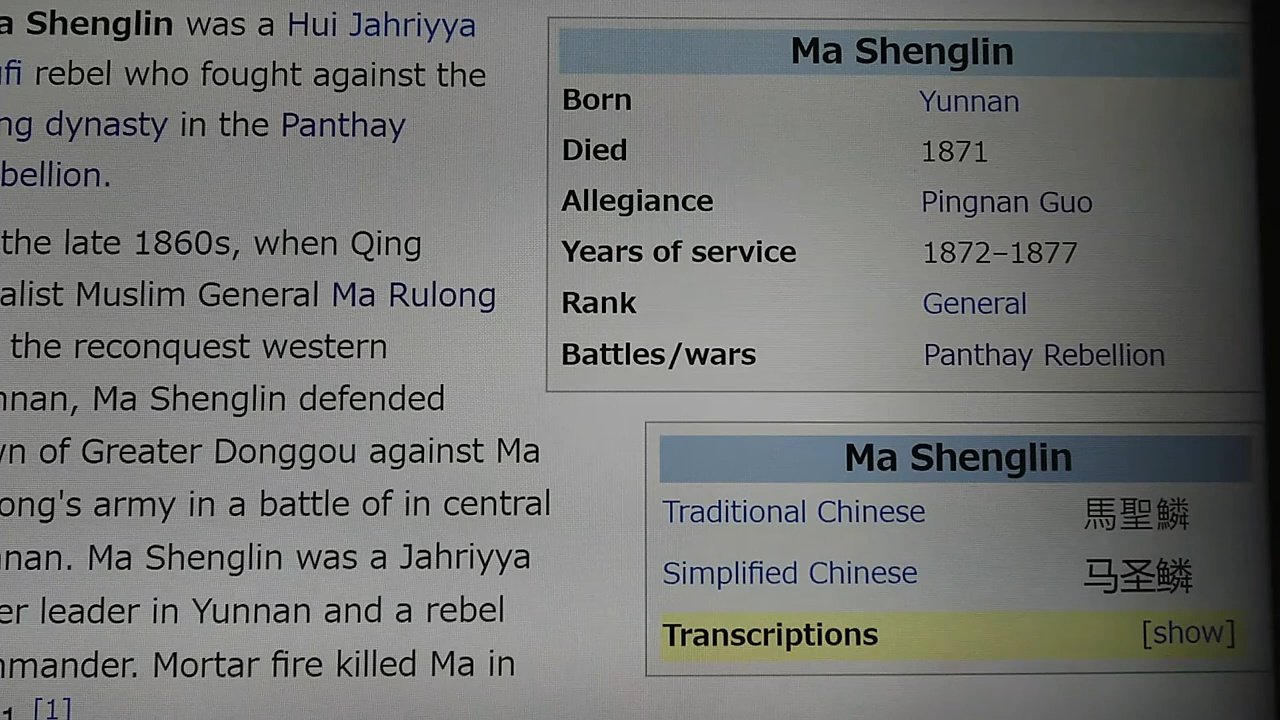 a Shenglin was a Hui Jahriyya
fi rebel who fought against the
ng dynasty in the Panthay
bellion.
the late 1860s, when Qing
alist Muslim General Ma Rulong
the reconquest western
nnan, Ma Shenglin defended
wn of Greater Donggou against Ma
ong's army in a battle of in central
nan. Ma Shenglin was a Jahriyya
er leader in Yunnan and a rebel
mmander. Mortar fire killed Ma in
1. [1]
Ma Shenglin
Born Yunnan
Died 1871
Allegiance Pingnan Guo
Years of service 1872–1877
Rank General
Battles/wars Panthay Rebellion
Ma Shenglin
Traditional Chinese 馬聖鱗
Simplified Chinese 马圣鳞
Transcriptions [show]